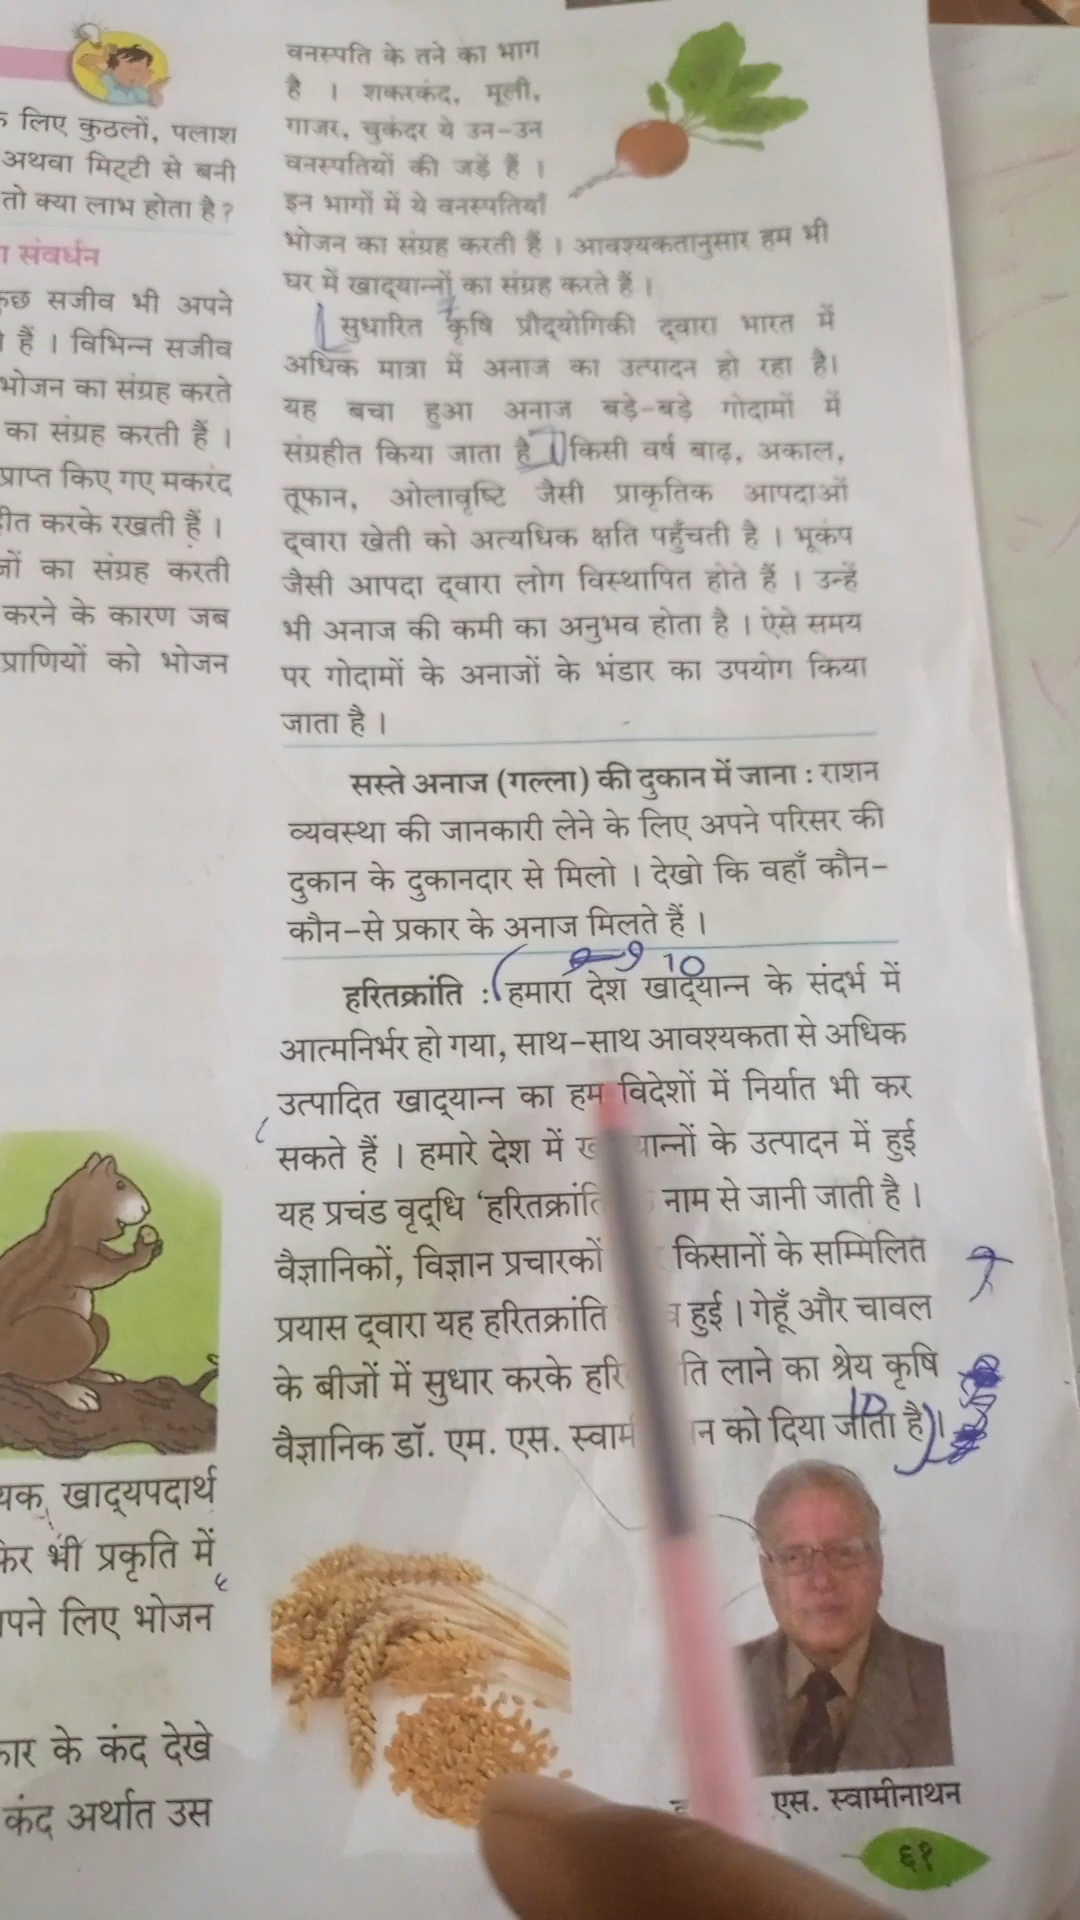 लिए कुठलों, पलाश
अथवा मिट्टी से बनी
तो क्या लाभ होता है?
संवर्धन
सजीव भी अपने
हैं । विभिन्न सजीव
भोजन का संग्रह करते
का संग्रह करती हैं ।
प्राप्त किए गए मकरंद
करके रखती हैं ।
का संग्रह करती
करने के कारण जब
प्राणियों को भोजन
खाद्यपदार्थ
भी प्रकृति में
लिए भोजन
के कंद देखे
कंद अर्थात उस
वनस्पति के तने का भाग
है । शकरकंद, मूली,
गाजर, चुकंदर ये उन-उन
वनस्पतियों की जड़ें हैं ।
इन भागों में ये वनस्पतियाँ
भोजन का संग्रह करती हैं । आवश्यकतानुसार हम भी
घर में खाद्यान्नों का संग्रह करते हैं ।
सुधारित कृषि प्रौद्योगिकी द्वारा भारत में
अधिक मात्रा में अनाज का उत्पादन हो रहा है।
यह बचा हुआ अनाज बड़े-बड़े गोदामों में
संग्रहीत किया जाता है । किसी वर्ष बाढ़, अकाल,
तूफान, ओलावृष्टि जैसी प्राकृतिक आपदाओं
द्वारा खेती को अत्यधिक क्षति पहुँचती है । भूकंप
जैसी आपदा द्वारा लोग विस्थापित होते हैं । उन्हें
भी अनाज की कमी का अनुभव होता है । ऐसे समय
पर गोदामों के अनाजों के भंडार का उपयोग किया
जाता है ।
सस्ते अनाज (गल्ला) की दुकान में जाना : राशन
व्यवस्था की जानकारी लेने के लिए अपने परिसर की
दुकान के दुकानदार से मिलो । देखो कि वहाँ कौन-
कौन-से प्रकार के अनाज मिलते हैं ।
10
हरितक्रांति : हमारा देश खाद्यान्न के संदर्भ में
आत्मनिर्भर हो गया, साथ-साथ आवश्यकता से अधिक
उत्पादित खाद्यान्न का हम विदेशों में निर्यात भी कर
सकते हैं । हमारे देश में के उत्पादन में हुई
यह प्रचंड वृद्धि नाम से जानी जाती है ।
वैज्ञानिकों, विज्ञान प्रचारकों किसानों के सम्मिलित
प्रयास द्वारा यह हरितक्रांति हुई । गेहूँ और चावल
के बीजों में सुधार करके लाने का श्रेय कृषि
वैज्ञानिक डॉ. एम. एस. को दिया जाता है ।
एस. स्वामीनाथन
६१